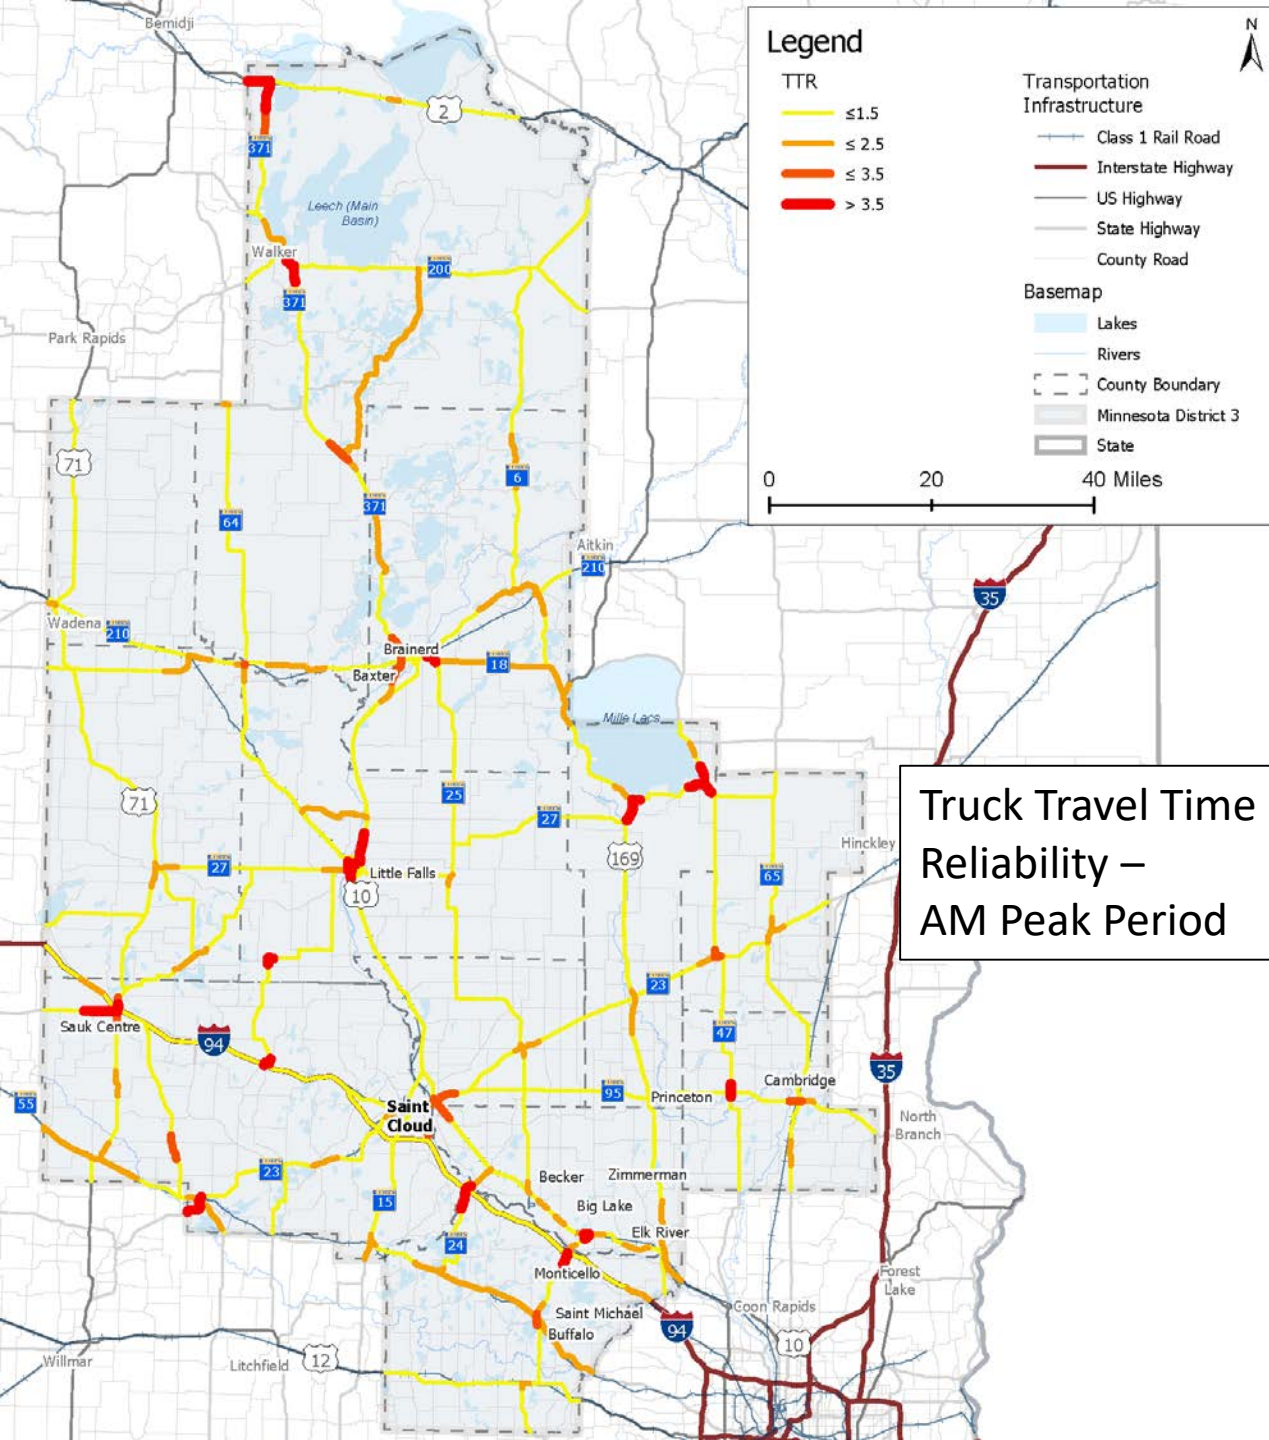 Bemidji
N
Legend
TTR
≤1.5
≤ 2.5
≤ 3.5
> 3.5
Transportation
Infrastructure
Class 1 Rail Road
Interstate Highway
US Highway
State Highway
County Road
Basemap
Lakes
Rivers
County Boundary
Minnesota District 3
State
0 20 40 Miles
2
371
Leech (Main
Basin)
Walker
200
371
Park Rapids
71
6
371
64
Aitkin
210
35
Wadena
210
Brainerd
18
Baxter
Mille Lacs
71
25
27
Hinckley
169
27
Little Falls
65
10
Truck Travel Time
Reliability –
AM Peak Period
23
Sauk Centre
94
47
35
Cambridge
55
95
Princeton
Saint
Cloud
North
Branch
23
Becker
Zimmerman
15
Big Lake
24
Elk River
Monticello
Forest
Lake
Saint Michael
Coon Rapids
Buffalo
94
10
Willmar
Litchfield
12